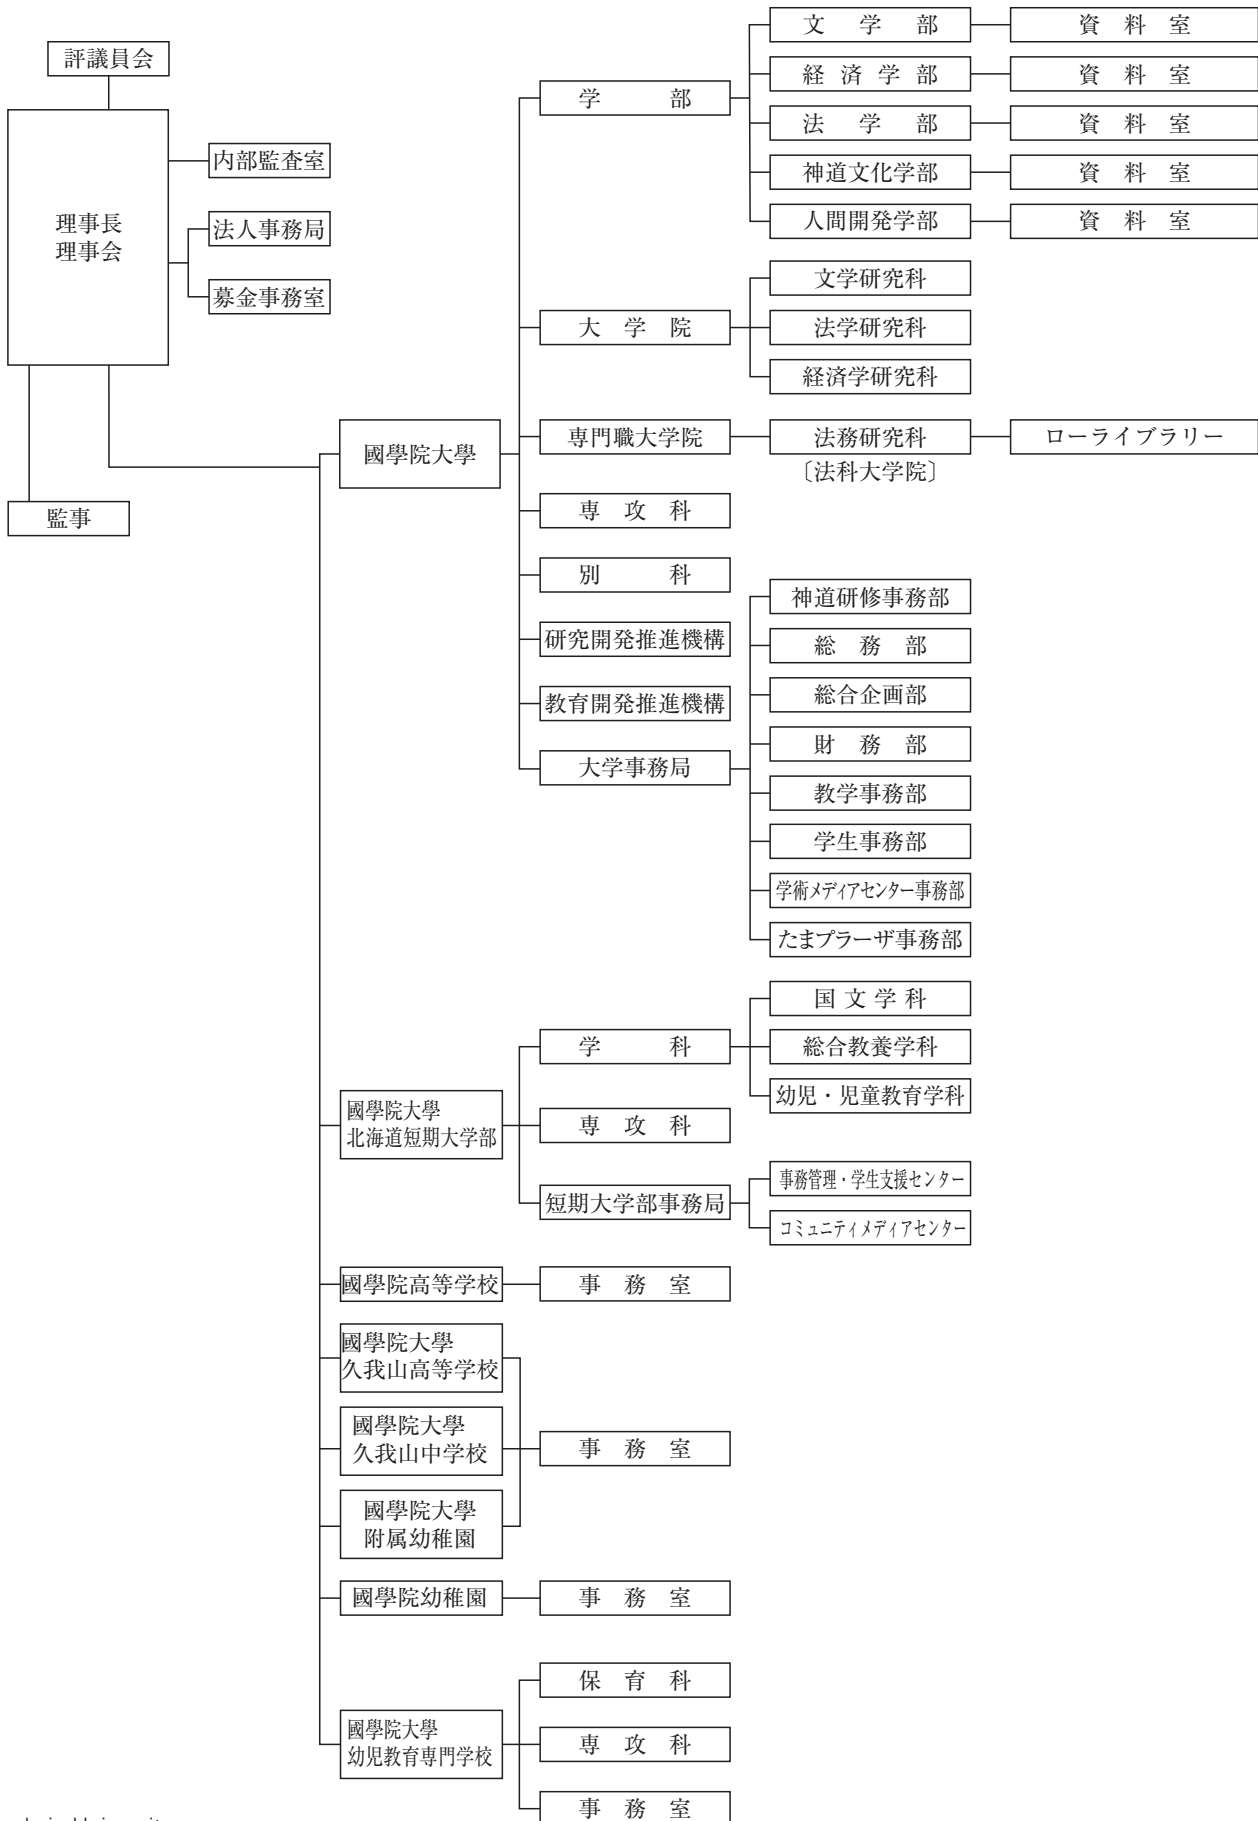 評議員会
理事長
理事会
内部監査室
法人事務局
募金事務室
監事
國學院大學
学部
文学部
資料室
経済学部
資料室
法学部
資料室
神道文化学部
資料室
人間開発学部
資料室
大学院
文学研究科
法学研究科
経済学研究科
専門職大学院
法務研究科
〔法科大学院〕
ローライブラリー
専攻科
別科
研究開発推進機構
教育開発推進機構
大学事務局
神道研修事務部
総務部
総合企画部
財務部
教学事務部
学生事務部
学術メディアセンター事務部
たまプラーザ事務部
國學院大學
北海道短期大学部
学科
国文学科
総合教養学科
幼児・児童教育学科
専攻科
短期大学部事務局
事務管理・学生支援センター
コミュニティメディアセンター
國學院高等学校
事務室
國學院大學
久我山高等学校
國學院大學
久我山中学校
國學院大學
附属幼稚園
事務室
國學院幼稚園
事務室
國學院大學
幼児教育専門学校
保育科
専攻科
事務室